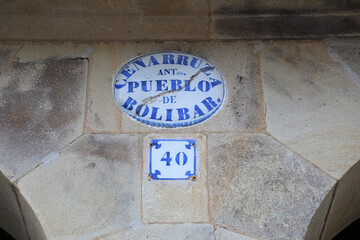 CENARRUZA
ANT...
PUEBLO
DE
BOLIBAR.
40